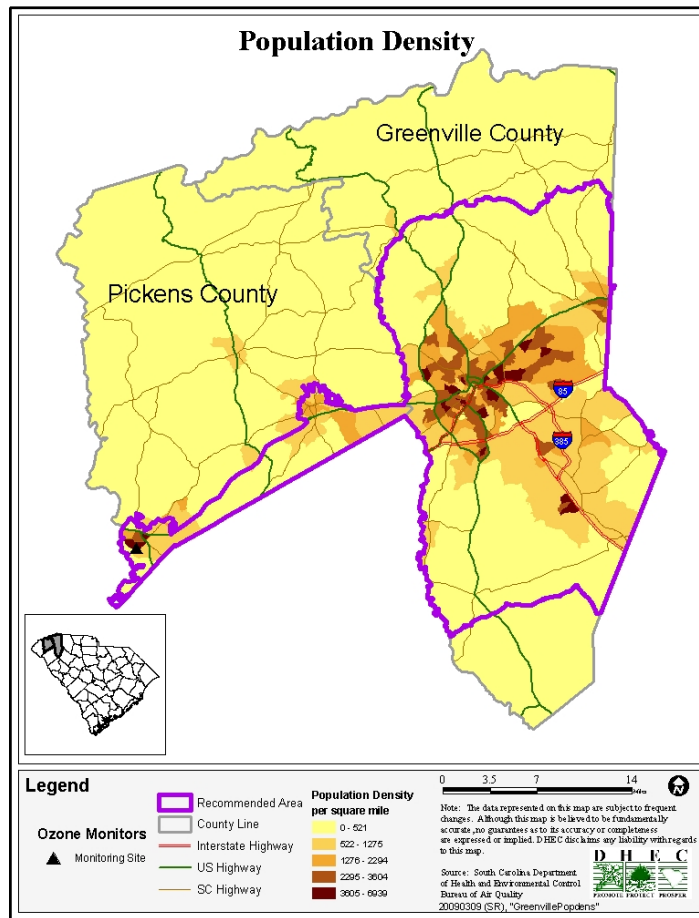 Population Density
Greenville County
Pickens County
85
385
Legend
Ozone Monitors
Monitoring Site
Recommended Area
County Line
Interstate Highway
US Highway
SC Highway
Population Density
per square mile
0 - 521
522 - 1275
1276 - 2294
2295 - 3604
3605 - 6939
0 3.5 7 14
Miles
N
Note: The data represented on this map are subject to frequent
changes. Although this map is believed to be fundamentally
accurate, no guarantees as to its accuracy or completeness
are expressed or implied. DHEC disclaims any liability with regards
to this map.
Source: South Carolina Department
of Health and Environmental Control
Bureau of Air Quality
20090309 (SR), "GreenvillePopdens"
D H E C
PROMOTE PROTECT PROSPER